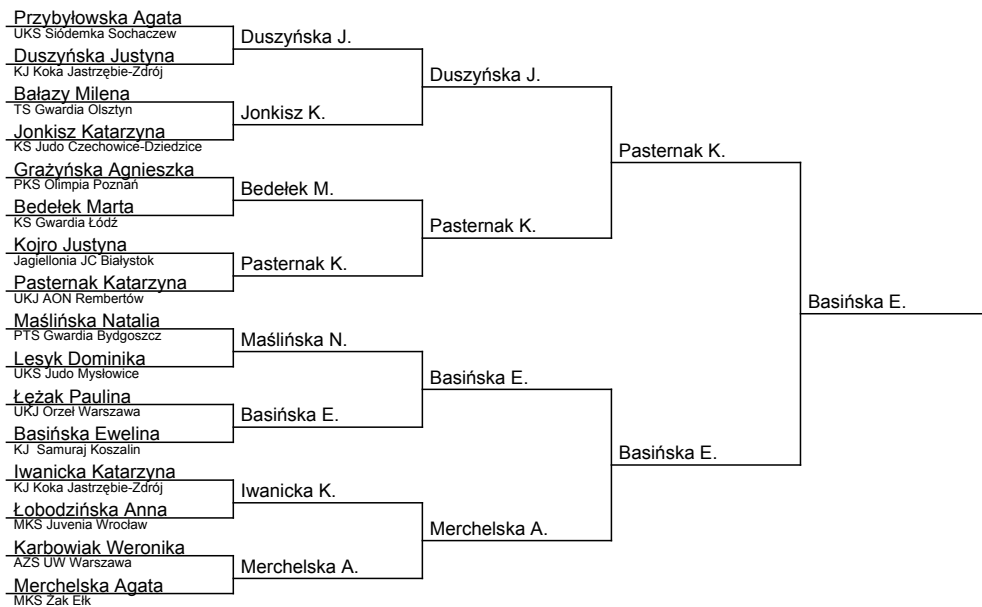 Przybyłowska Agata
UKS Siódemka Sochaczew
Duszyńska Justyna
KJ Koka Jastrzębie-Zdrój
Bałazy Milena
TS Gwardia Olsztyn
Jonkisz Katarzyna
KS Judo Czechowice-Dziedzice
Grażyńska Agnieszka
PKS Olimpia Poznań
Bedełek Marta
KS Gwardia Łódź
Kojro Justyna
Jagiellonia JC Białystok
Pasternak Katarzyna
UKJ AON Rembertów
Maślińska Natalia
PTS Gwardia Bydgoszcz
Lesyk Dominika
UKS Judo Mysłowice
Łężak Paulina
UKJ Orzeł Warszawa
Basińska Ewelina
KJ Samuraj Koszalin
Iwanicka Katarzyna
KJ Koka Jastrzębie-Zdrój
Łobodzińska Anna
MKS Juvenia Wrocław
Karbowiak Weronika
AZS UW Warszawa
Merchelska Agata
MKS Żak Ełk
Duszyńska J.
Jonkisz K.
Bedełek M.
Pasternak K.
Maślińska N.
Basińska E.
Iwanicka K.
Merchelska A.
Duszyńska J.
Pasternak K.
Basińska E.
Merchelska A.
Pasternak K.
Basińska E.
Basińska E.